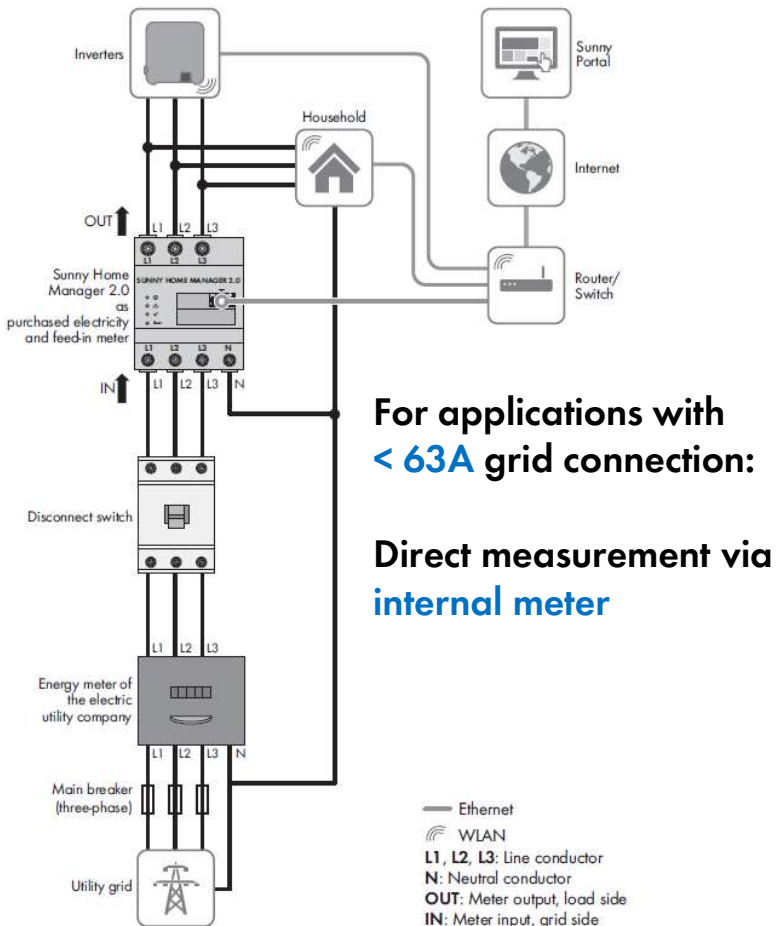 Inverters
Sunny
Portal
Household
Internet
OUT
L1 L2 L3
L1 L2 L3
Sunny Home
Manager 2.0
as
purchased electricity
and feed-in meter
SUNNY HOME MANAGER 2.0
Router/
Switch
L1 L2 L3 N
IN
L1 L2 L3 N
For applications with
< 63A grid connection:
Direct measurement via
internal meter
Disconnect switch
L1 L2 L3
Energy meter of
the electric
utility company
L1 L2 L3 N
Main breaker
(three-phase)
Utility grid
Ethernet
WLAN
L1, L2, L3: Line conductor
N: Neutral conductor
OUT: Meter output, load side
IN: Meter input, grid side